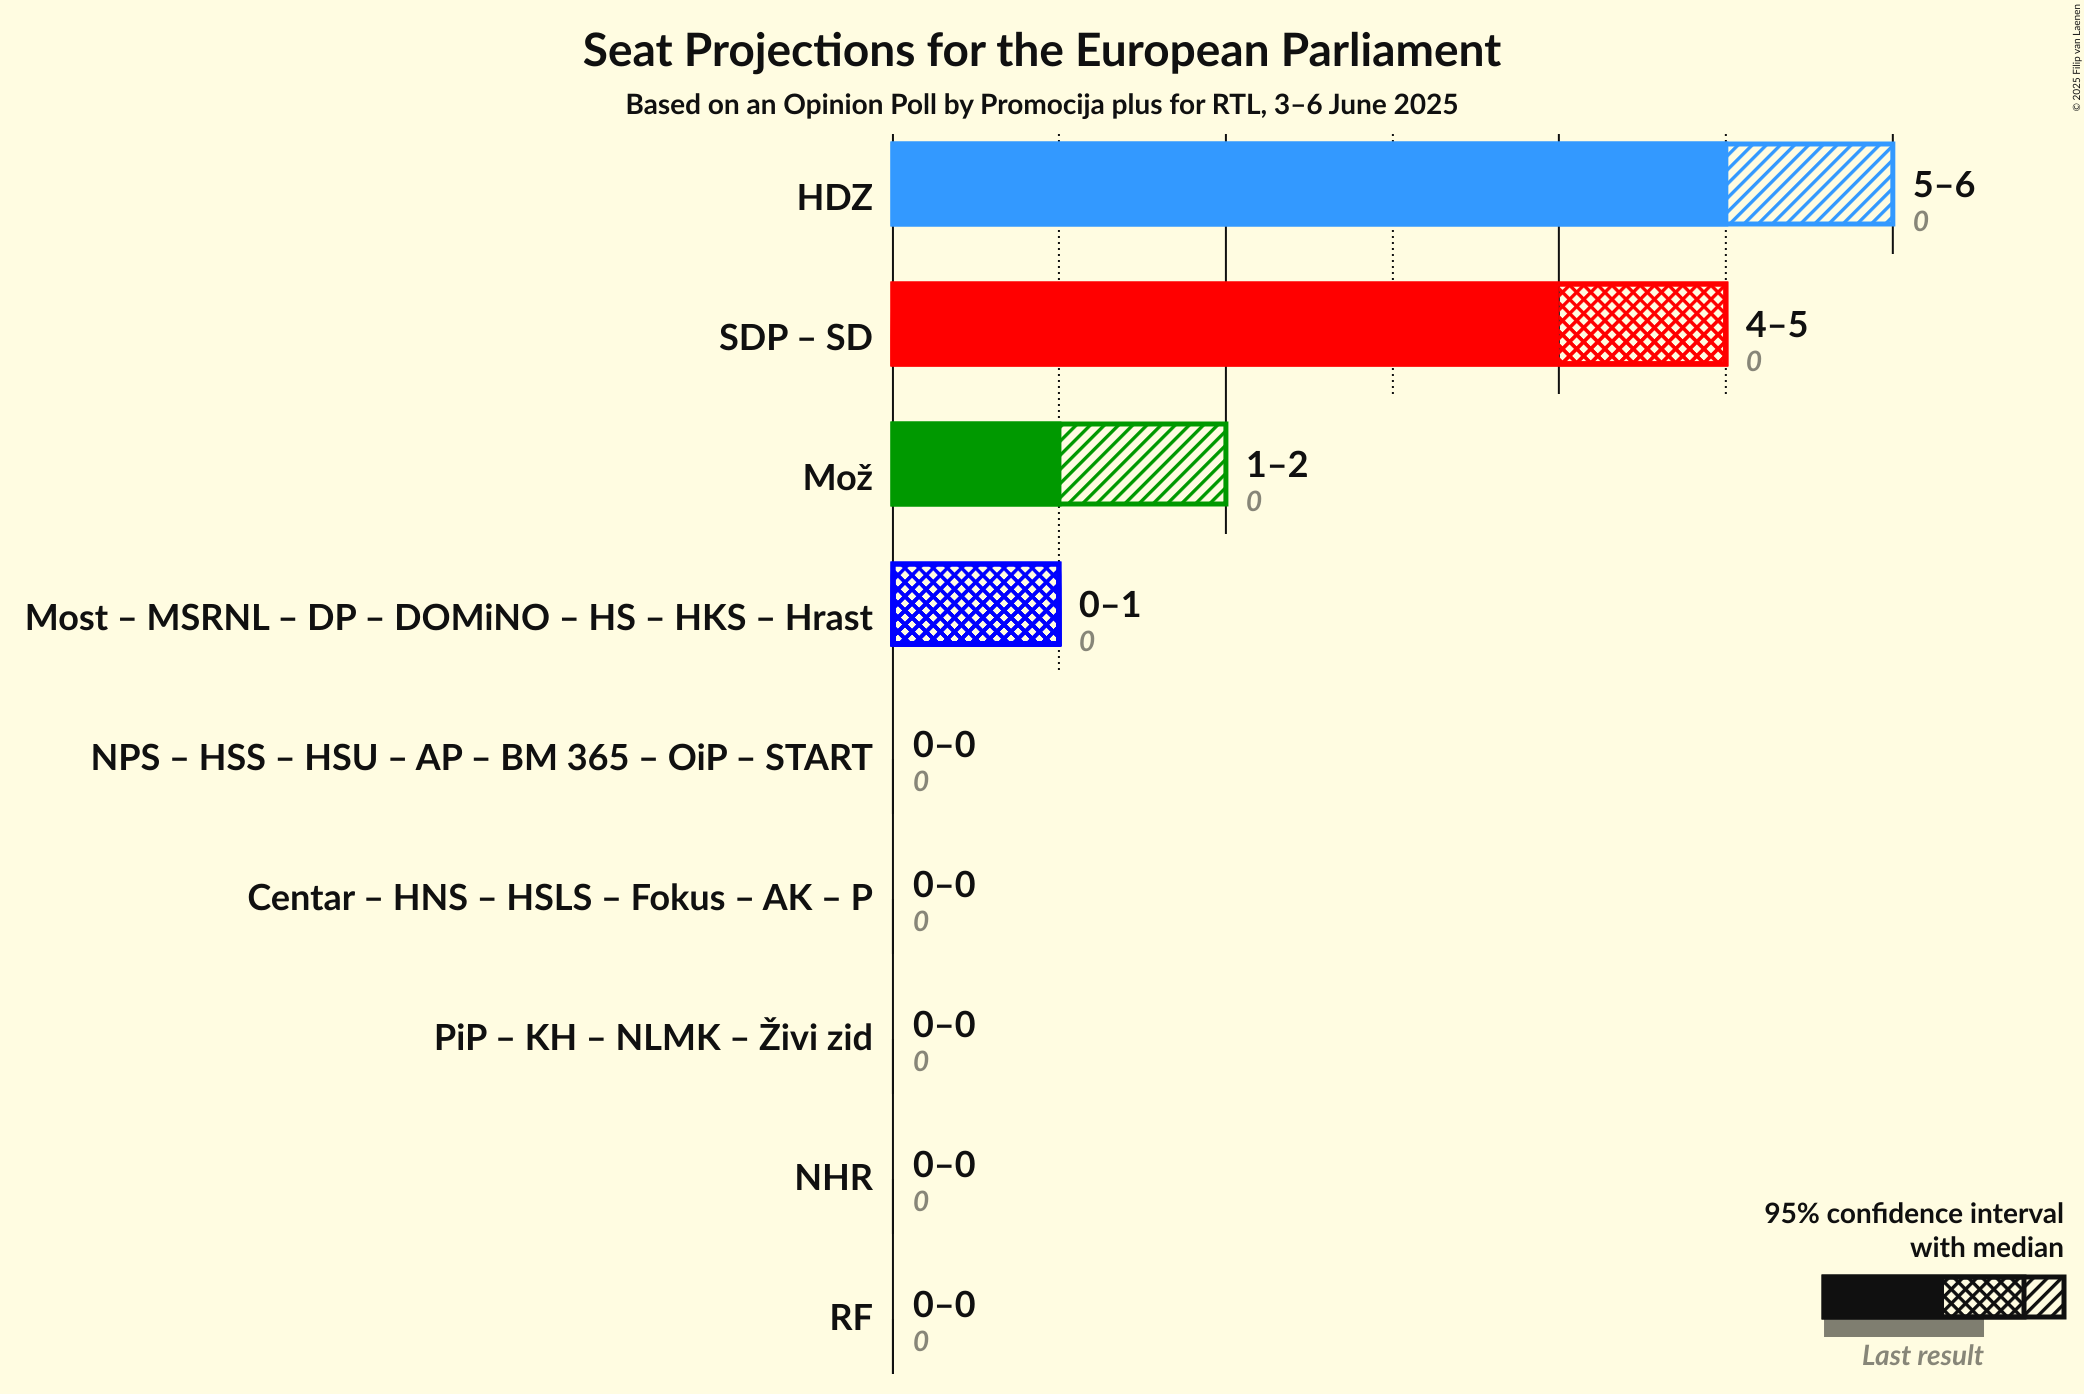 Seat Projections for the European Parliament
Based on an Opinion Poll by Promocija plus for RTL, 3–6 June 2025
© 2025 Filip van Laenen
HDZ
5–6
0
SDP – SD
4–5
0
Mož
1–2
0
Most – MSRNL – DP – DOMiNO – HS – HKS – Hrast
0–1
0
NPS – HSS – HSU – AP – BM 365 – OiP – START
0–0
0
Centar – HNS – HSLS – Fokus – AK – P
0–0
0
PiP – KH – NLMK – Živi zid
0–0
0
NHR
0–0
0
RF
0–0
0
95% confidence interval
with median
Last result